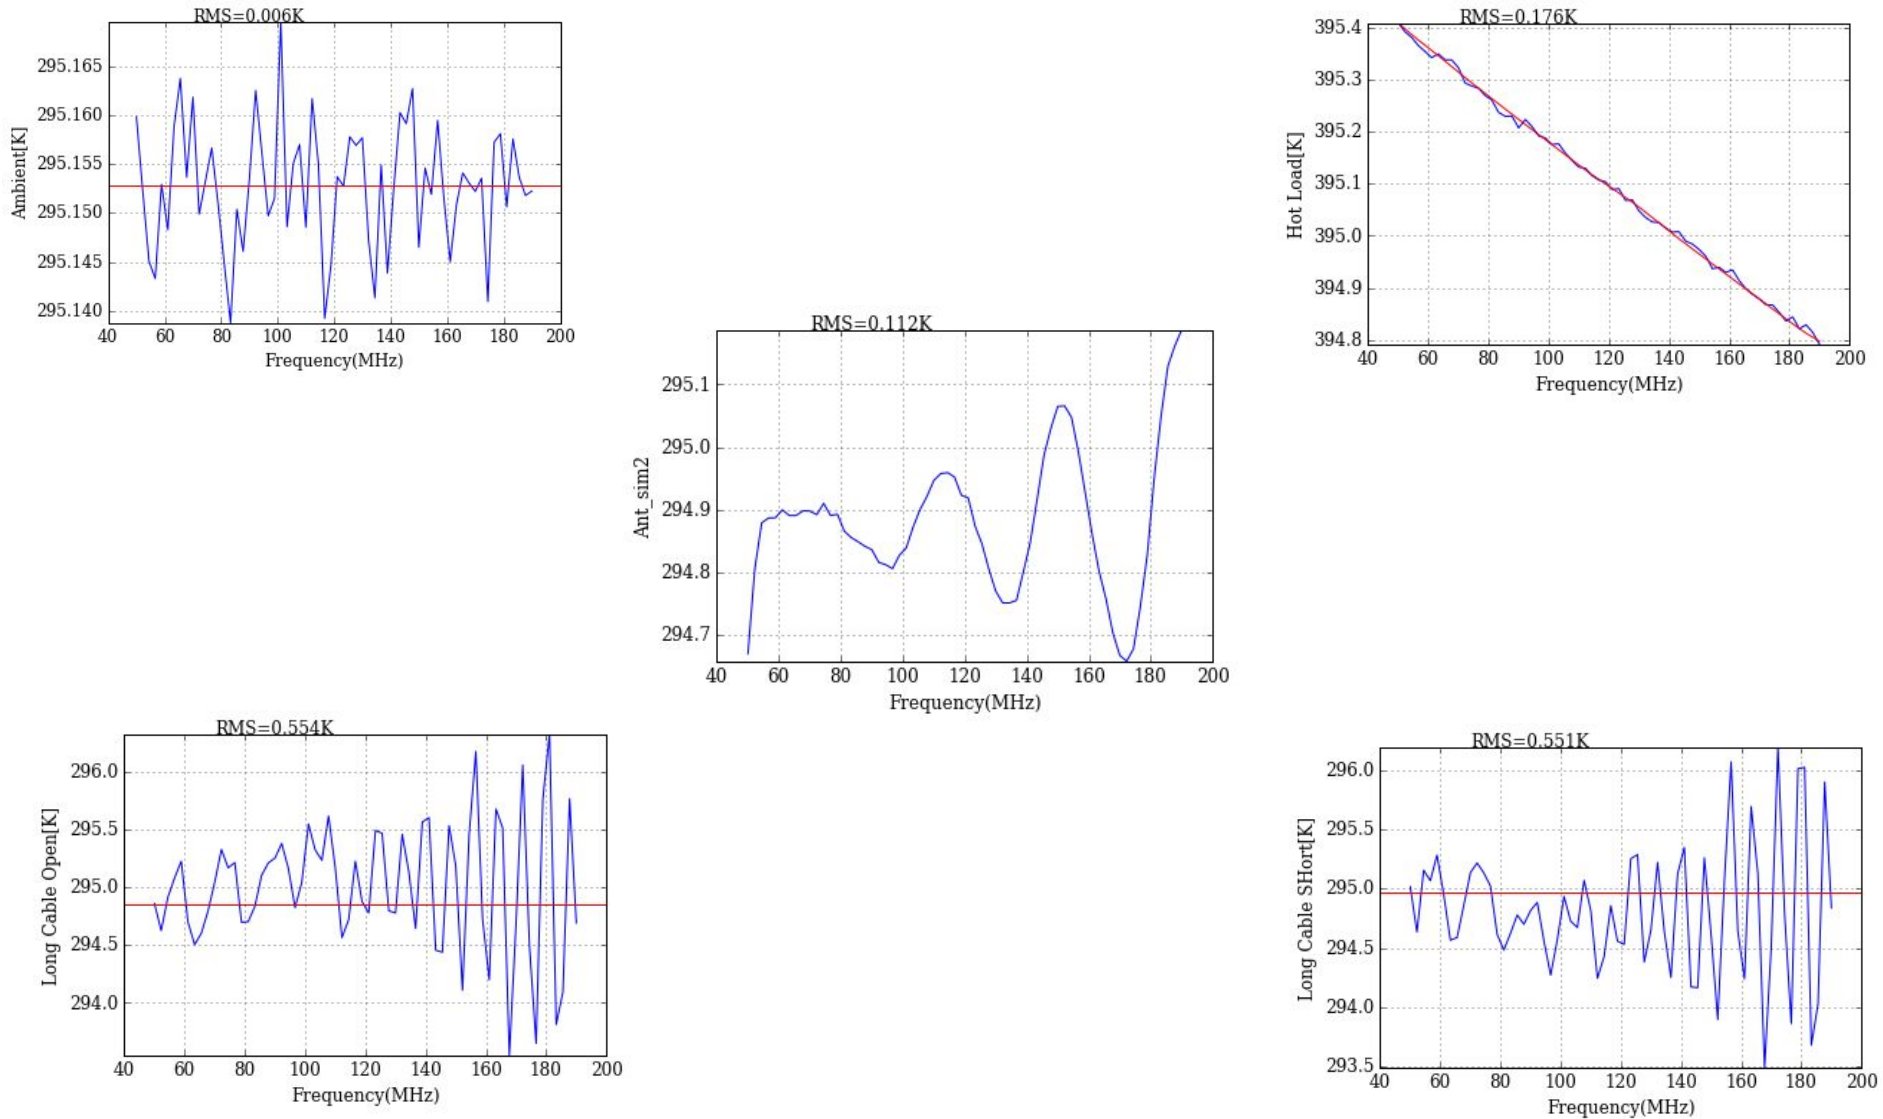 RMS=0.006K
Ambient[K]
295.165
295.160
295.155
295.150
295.145
295.140
40 60 80 100 120 140 160 180 200
Frequency(MHz)
RMS=0.176K
Hot Load[K]
395.4
395.3
395.2
395.1
395.0
394.9
394.8
40 60 80 100 120 140 160 180 200
Frequency(MHz)
RMS=0.112K
Ant_sim2
295.1
295.0
294.9
294.8
294.7
40 60 80 100 120 140 160 180 200
Frequency(MHz)
RMS=0.554K
Long Cable Open[K]
296.0
295.5
295.0
294.5
294.0
40 60 80 100 120 140 160 180 200
Frequency(MHz)
RMS=0.551K
Long Cable SHort[K]
296.0
295.5
295.0
294.5
294.0
293.5
40 60 80 100 120 140 160 180 200
Frequency(MHz)